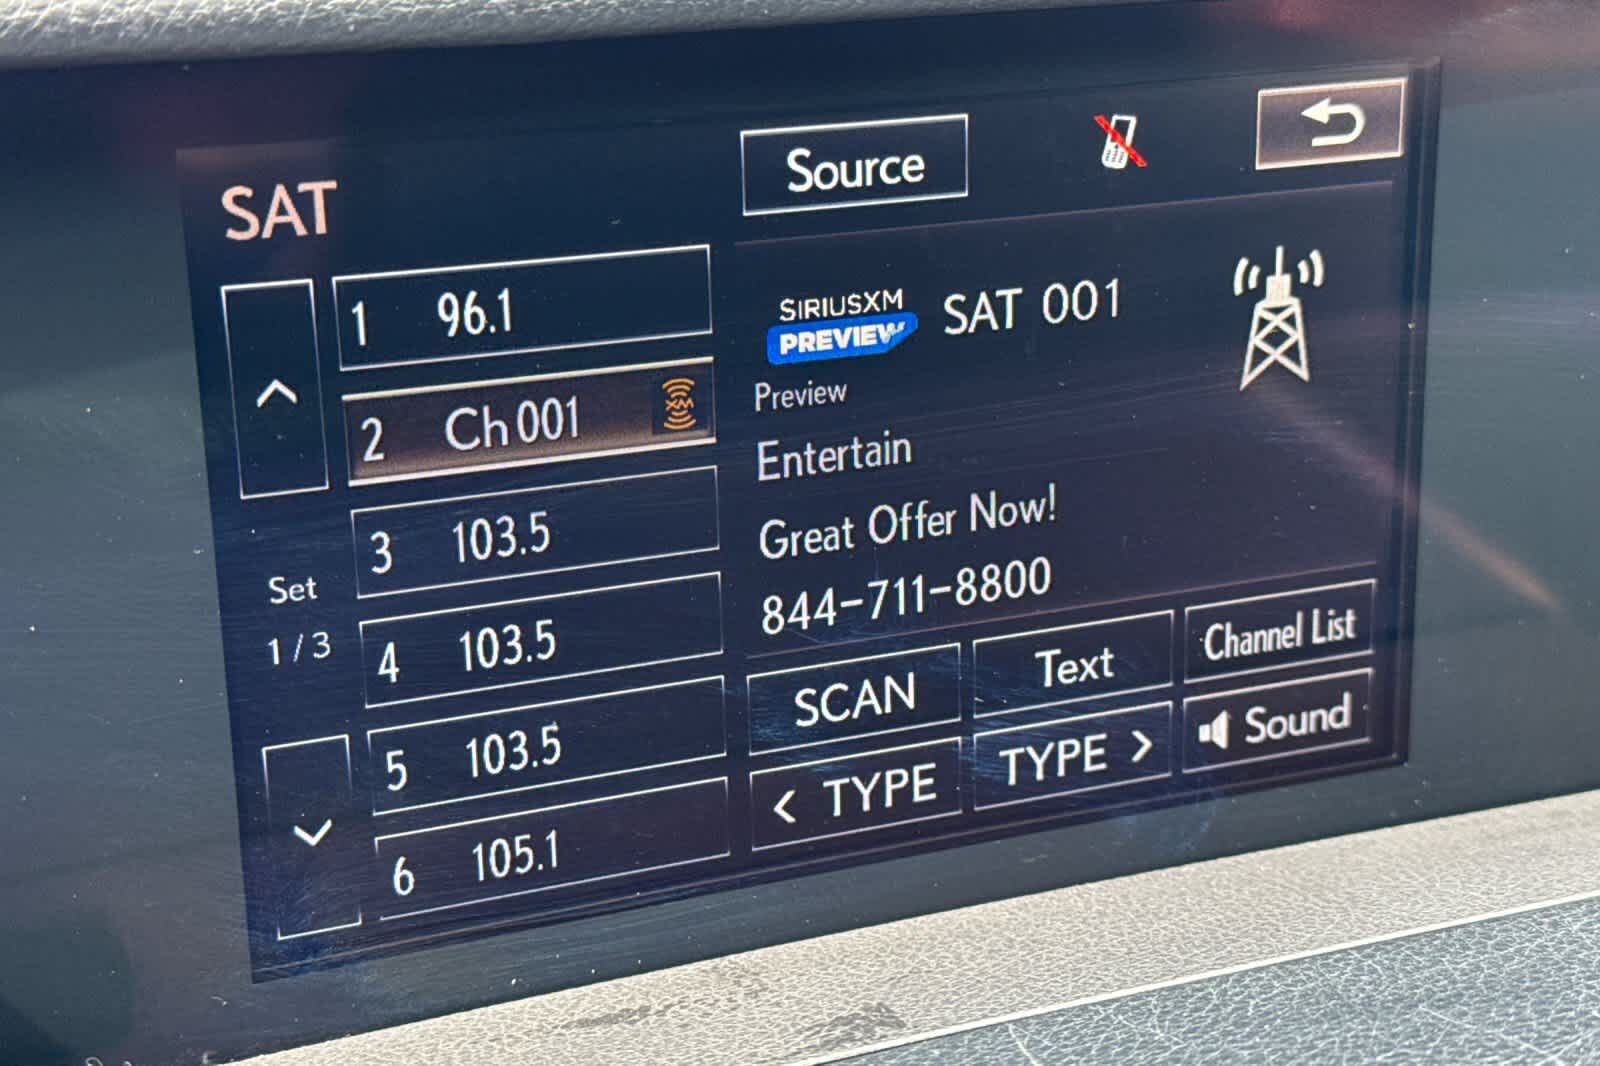 SAT
Source
1 96.1
2 Ch001 XM
3 103.5
4 103.5
5 103.5
6 105.1
Set
1/3
SIRIUSXM
PREVIEW
SAT 001
Preview
Entertain
Great Offer Now!
844-711-8800
SCAN
Text
Channel List
< TYPE
TYPE >
Sound